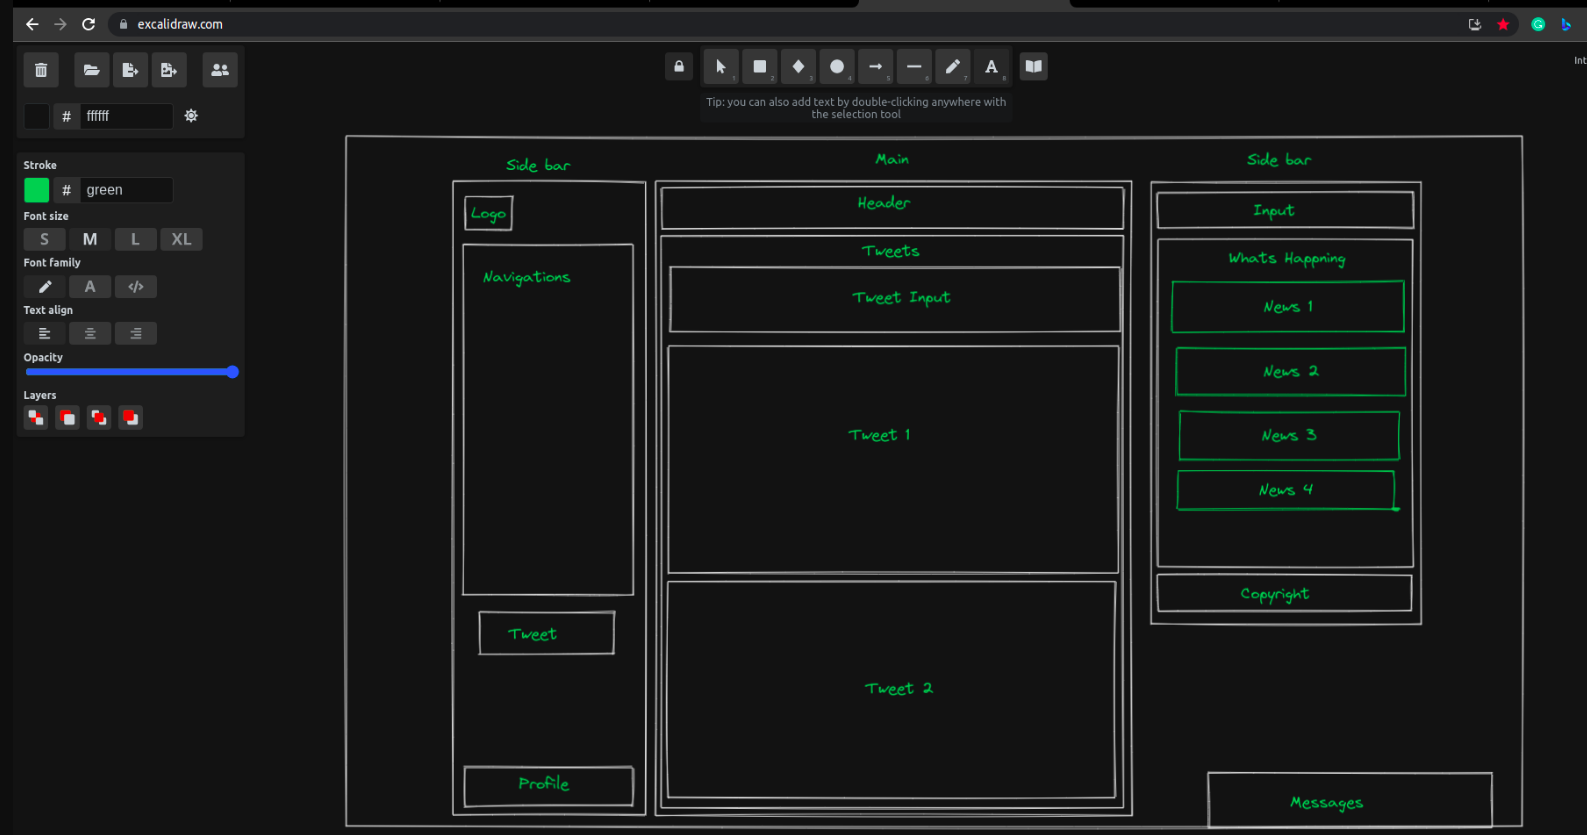 excalidraw.com
Int
# ffffff
1 2 3 4 5 6 7 A 8
Tip: you can also add text by double-clicking anywhere with
the selection tool
Stroke
# green
Font size
S M L XL
Font family
A </>
Text align
Opacity
Layers
Side bar
Logo
Navigations
Tweet
Profile
Main
Header
Tweets
Tweet Input
Tweet 1
Tweet 2
Side bar
Input
Whats Happning
News 1
News 2
News 3
News 4
Copyright
Messages